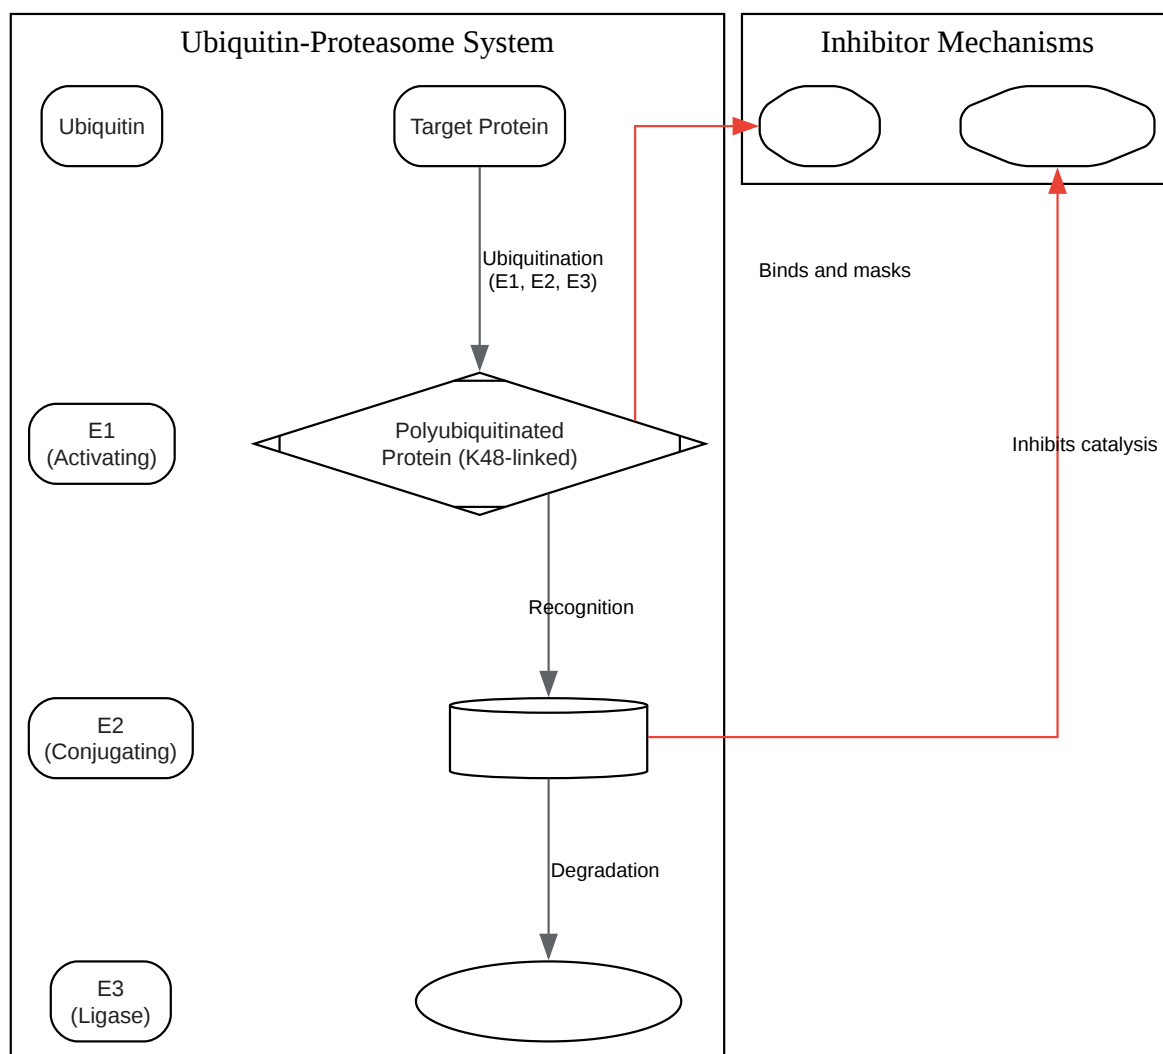 Ubiquitin-Proteasome System
Inhibitor Mechanisms
Ubiquitin
Target Protein
Ubiquitination
(E1, E2, E3)
Binds and masks
E1
(Activating)
Polyubiquitinated
Protein (K48-linked)
Inhibits catalysis
Recognition
E2
(Conjugating)
Degradation
E3
(Ligase)